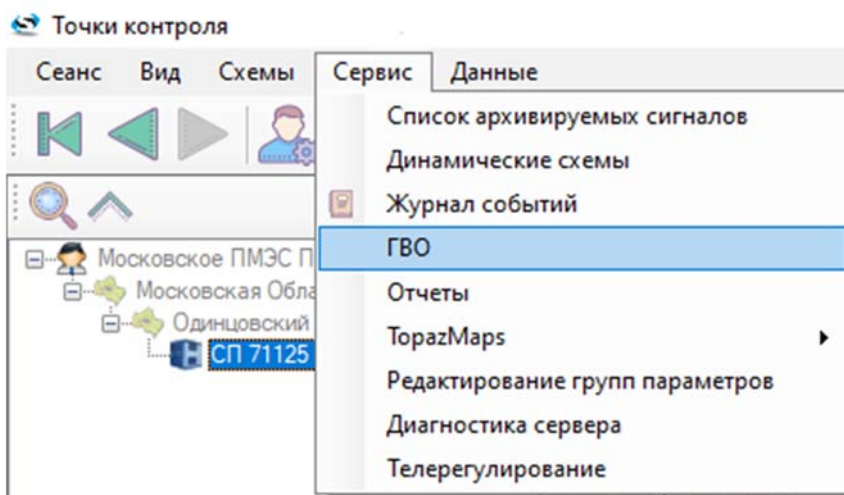 Точки контроля
Сеанс Вид Схемы Сервис Данные
Список архивируемых сигналов
Динамические схемы
Журнал событий
ГВО
Отчеты
TopazMaps
Редактирование групп параметров
Диагностика сервера
Телерегулирование
Московское ПМЭС
Московская
Одинцовский
СП 71125